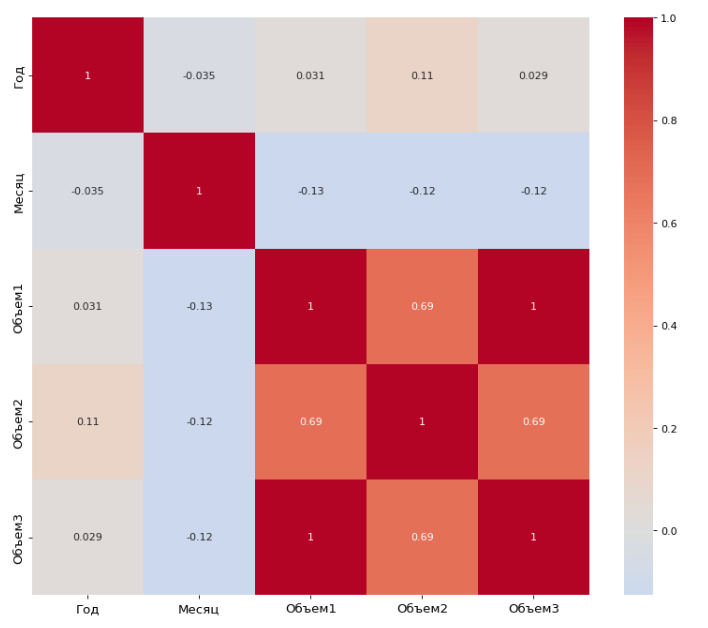 Год 1 -0.035 0.031 0.11 0.029
Месяц -0.035 1 -0.13 -0.12 -0.12
Объем1 0.031 -0.13 1 0.69 1
Объем2 0.11 -0.12 0.69 1 0.69
Объем3 0.029 -0.12 1 0.69 1
Год Месяц Объем1 Объем2 Объем3
1.0
0.8
0.6
0.4
0.2
0.0